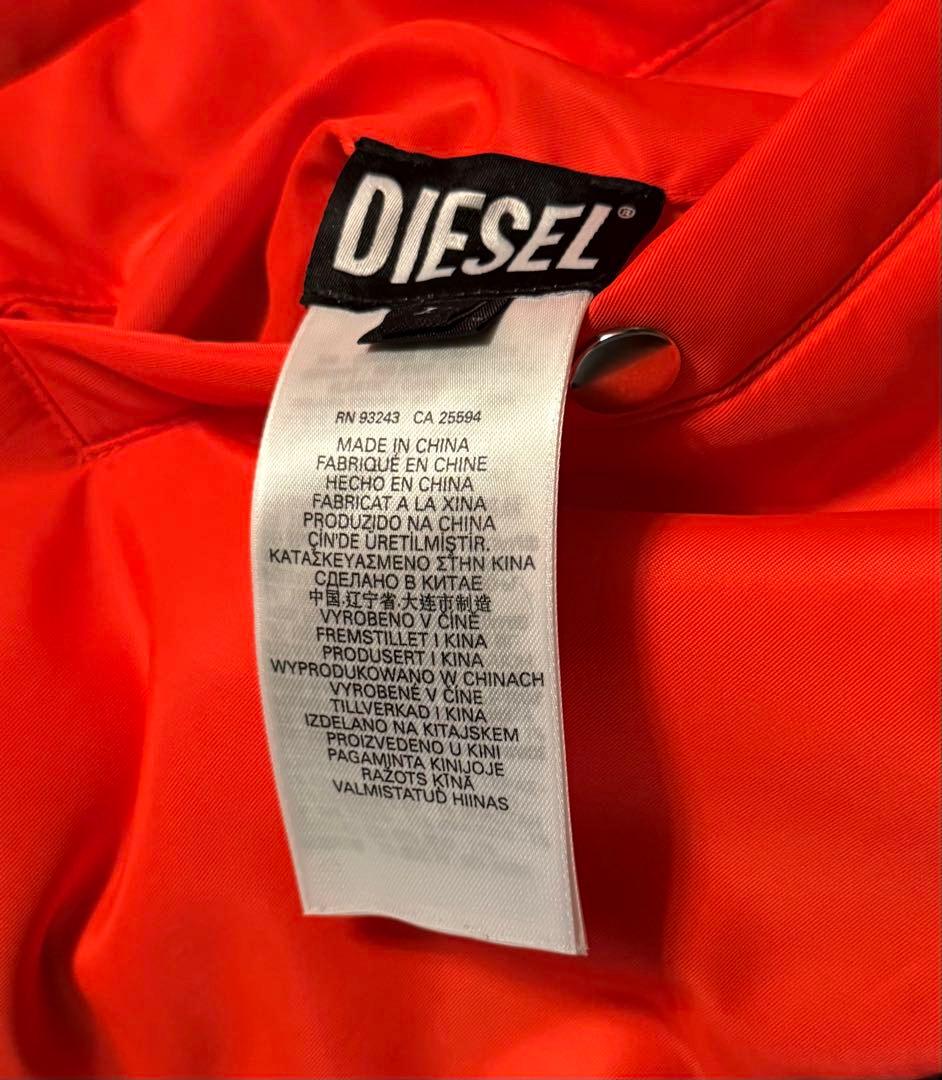 DIESEL®
RN 93243 CA 25594
MADE IN CHINA
FABRIQUÉ EN CHINE
HECHO EN CHINA
FABRICAT A LA XINA
PRODUZIDO NA CHINA
ÇİN'DE ÜRETİLMİŞTİR.
ΚΑΤΑΣΚΕΥΑΣΜΕΝΟ ΣΤΗΝ ΚΙΝΑ
СДЕЛАНО В КИТАЕ
中国.辽宁省.大连市制造
VYROBENO V ČÍNĚ
FREMSTILLET I KINA
PRODUSERT I KINA
WYPRODUKOWANO W CHINACH
VYROBENÉ V ČÍNE
TILLVERKAD I KINA
IZDELANO NA KITAJSKEM
PROIZVEDENO U KINI
PAGAMINTA KINIJOJE
RAŽOTS ĶĪNĀ
VALMISTATUD HIINAS